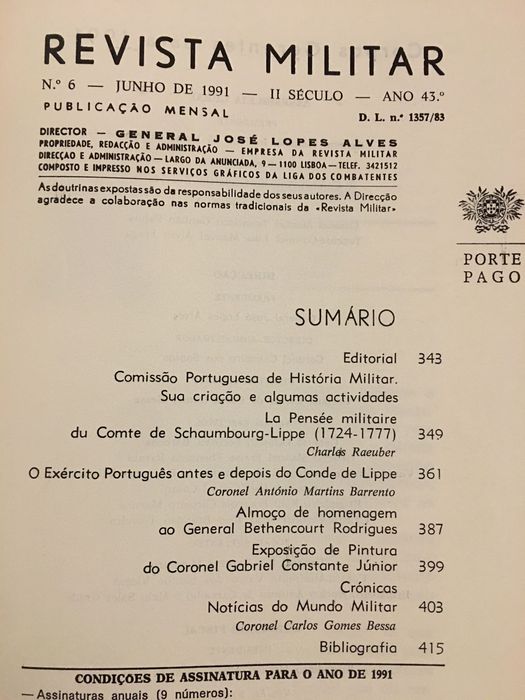 REVISTA MILITAR
N.º 6 — JUNHO DE 1991 — II SÉCULO — ANO 43.º
PUBLICAÇÃO MENSAL
D. L. n.º 1357/83
DIRECTOR — GENERAL JOSÉ LOPES ALVES
PROPRIEDADE, REDACÇÃO E ADMINISTRAÇÃO — EMPRESA DA REVISTA MILITAR
DIRECÇÃO E ADMINISTRAÇÃO — LARGO DA ANUNCIADA, 9 — 1100 LISBOA — TELEF. 3421512
COMPOSTO E IMPRESSO NOS SERVIÇOS GRÁFICOS DA LIGA DOS COMBATENTES
As doutrinas expostas são da responsabilidade dos seus autores. A Direcção
agradece a colaboração nas normas tradicionais da «Revista Militar»
PORTE
PAGO
SUMÁRIO
Editorial 343
Comissão Portuguesa de História Militar.
Sua criação e algumas actividades
La Pensée militaire
du Comte de Schaumbourg-Lippe (1724-1777) 349
Charles Raeuber
O Exército Português antes e depois do Conde de Lippe 361
Coronel António Martins Barrento
Almoço de homenagem
ao General Bethencourt Rodrigues 387
Exposição de Pintura
do Coronel Gabriel Constante Júnior 399
Crónicas
Notícias do Mundo Militar 403
Coronel Carlos Gomes Bessa
Bibliografia 415
CONDIÇÕES DE ASSINATURA PARA O ANO DE 1991
— Assinaturas anuais (9 números):